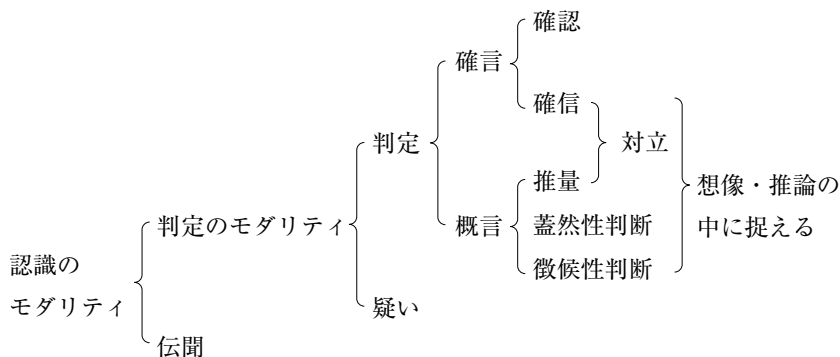 確認
確言
確信
判定
対立
推量
想像・推論の
中に捉える
判定のモダリティ
概言
蓋然性判断
徴候性判断
認識の
モダリティ
疑い
伝聞